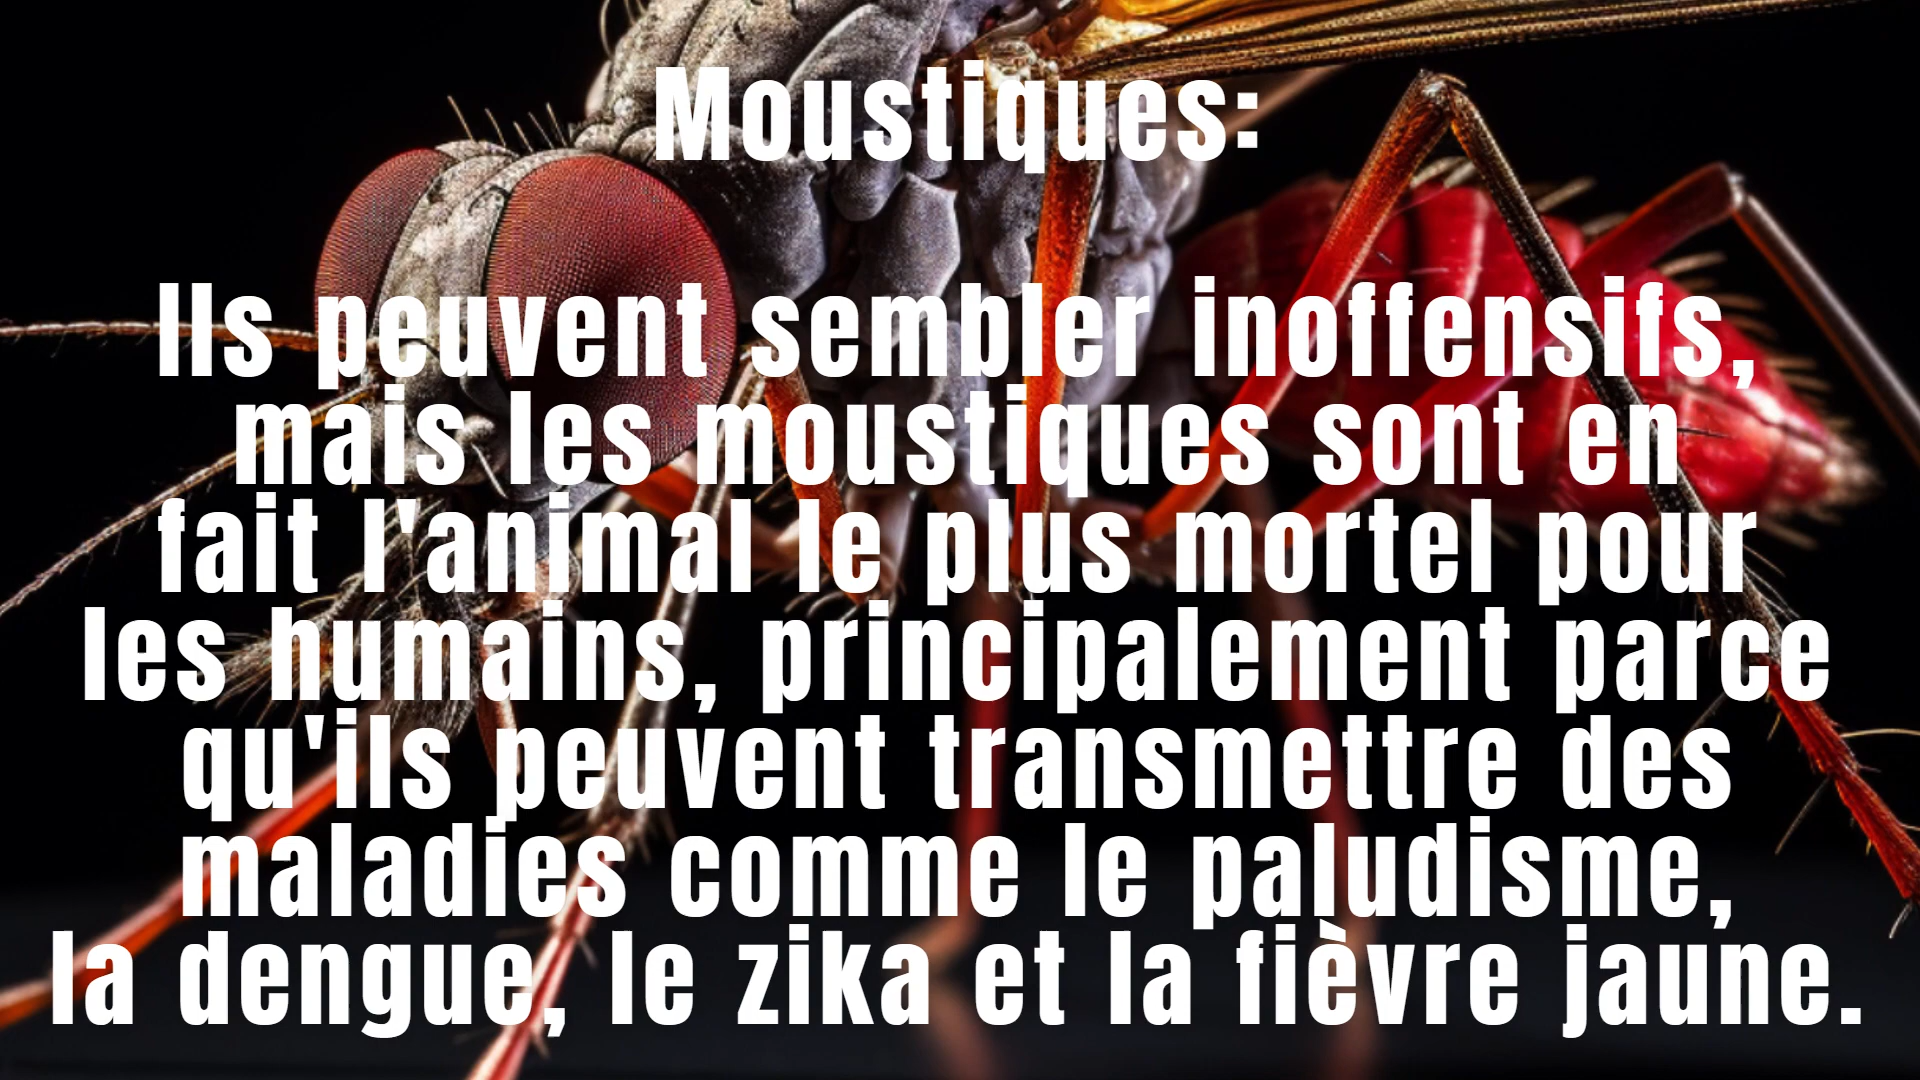 Moustiques:
Ils peuvent sembler inoffensifs,
mais les moustiques sont en
fait l'animal le plus mortel pour
les humains, principalement parce
qu'ils peuvent transmettre des
maladies comme le paludisme,
la dengue, le zika et la fièvre jaune.